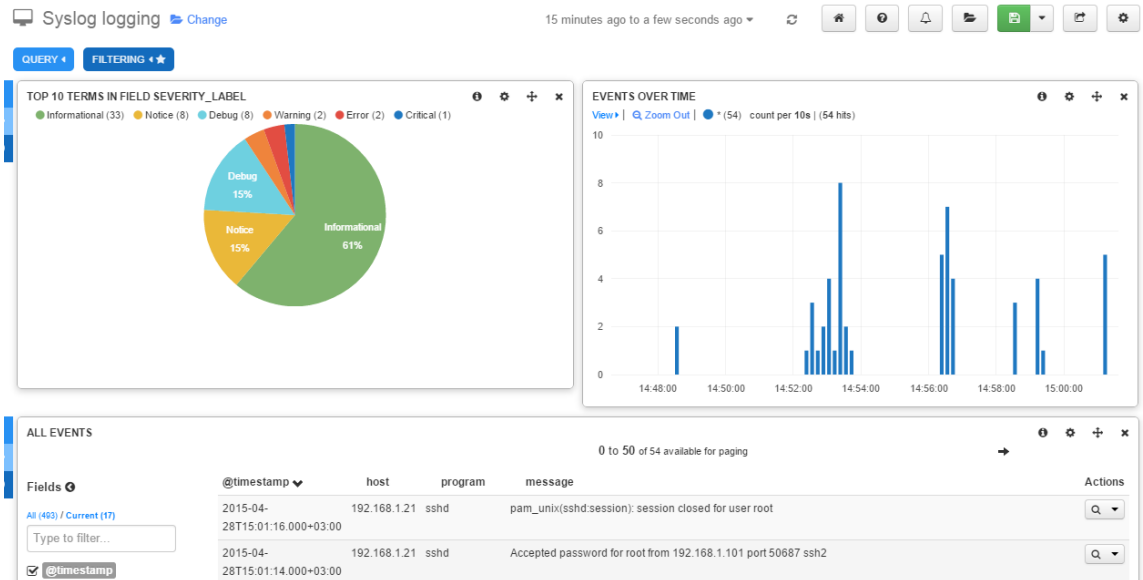 Syslog logging Change 15 minutes ago to a few seconds ago
QUERY FILTERING
TOP 10 TERMS IN FIELD SEVERITY_LABEL
Informational (33) Notice (8) Debug (8) Warning (2) Error (2) Critical (1)
Debug
15%
Notice
15%
Informational
61%
EVENTS OVER TIME
View | Zoom Out | * (54) count per 10s | (54 hits)
10
8
6
4
2
0
14:48:00 14:50:00 14:52:00 14:54:00 14:56:00 14:58:00 15:00:00
ALL EVENTS
0 to 50 of 54 available for paging
Fields
All (493) / Current (17)
Type to filter...
@timestamp
@timestamp host program message Actions
2015-04-
28T15:01:16.000+03:00 192.168.1.21 sshd pam_unix(sshd:session): session closed for user root
2015-04-
28T15:01:14.000+03:00 192.168.1.21 sshd Accepted password for root from 192.168.1.101 port 50687 ssh2